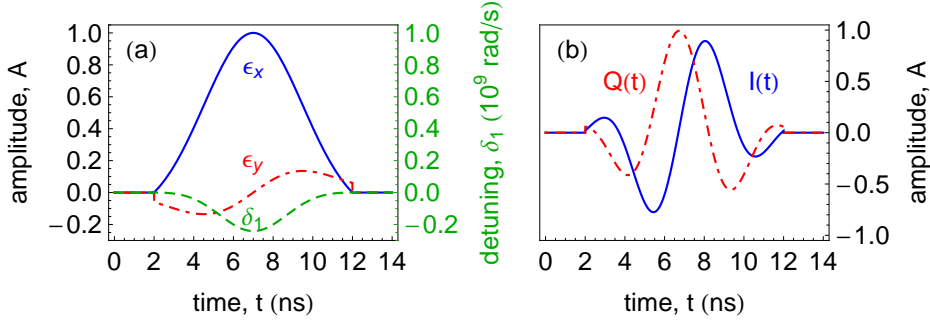 (a)
amplitude, A
1.0
0.8
0.6
0.4
0.2
0.0
−0.2
ϵx
ϵy
δ1
1.0
0.8
0.6
0.4
0.2
0.0
−0.2
detuning, δ1 (10^9 rad/s)
0 2 4 6 8 10 12 14
time, t (ns)
(b)
Q(t)
I(t)
1.0
0.5
0.0
−0.5
−1.0
amplitude, A
0 2 4 6 8 10 12 14
time, t (ns)